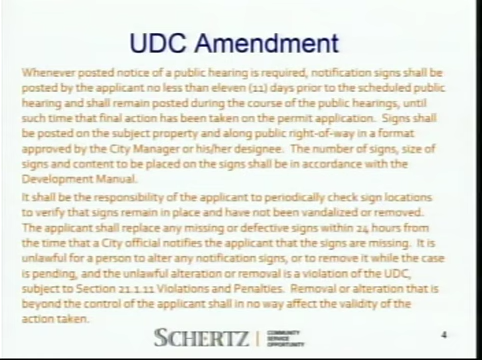 UDC Amendment
Whenever posted notice of a public hearing is required, notification signs shall be
posted by the applicant no less than eleven (11) days prior to the scheduled public
hearing and shall remain posted during the course of the public hearings, until
such time that final action has been taken on the permit application. Signs shall
be posted on the subject property and along public right-of-way in a format
approved by the City Manager or his/her designee. The number of signs, size of
signs and content to be placed on the signs shall be in accordance with the
Development Manual.
It shall be the responsibility of the applicant to periodically check sign locations
to verify that signs remain in place and have not been vandalized or removed.
The applicant shall replace any missing or defective signs within 24 hours from
the time that a City official notifies the applicant that the signs are missing. It is
unlawful for a person to alter any notification signs, or to remove it while the case
is pending, and the unlawful alteration or removal is a violation of the UDC,
subject to Section 21.1.11 Violations and Penalties. Removal or alteration that is
beyond the control of the applicant shall in no way affect the validity of the
action taken.
SCHERTZ
COMMUNITY
SERVICE
OPPORTUNITY
4